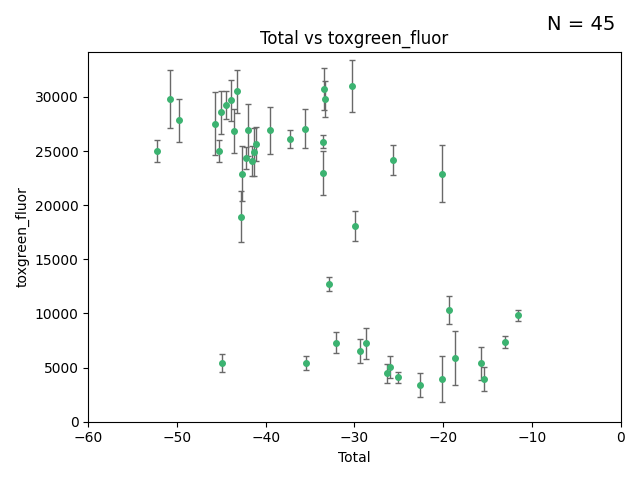 N = 45
Total vs toxgreen_fluor
30000
25000
20000
15000
10000
5000
0
toxgreen_fluor
−60 −50 −40 −30 −20 −10 0
Total